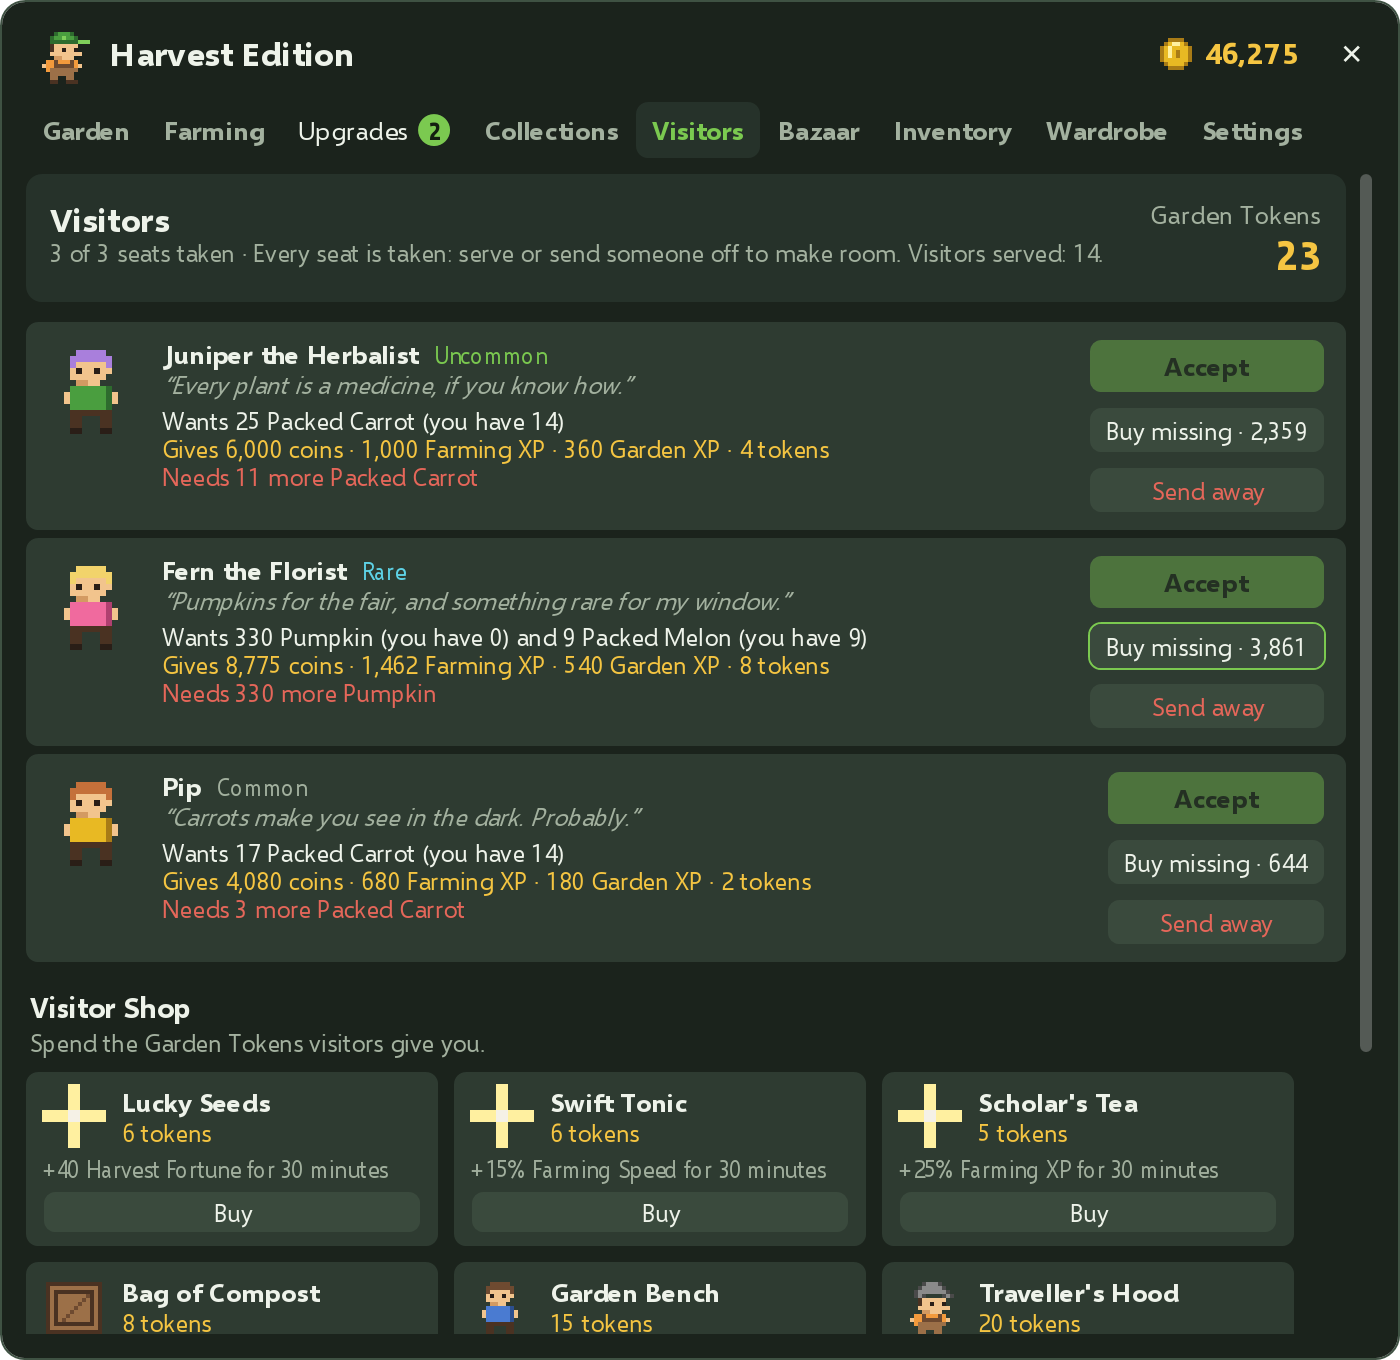 Harvest Edition
46,275
×
Garden Farming Upgrades 2 Collections Visitors Bazaar Inventory Wardrobe Settings
Visitors
3 of 3 seats taken · Every seat is taken: serve or send someone off to make room. Visitors served: 14.
Garden Tokens
23
Juniper the Herbalist Uncommon
“Every plant is a medicine, if you know how.”
Wants 25 Packed Carrot (you have 14)
Gives 6,000 coins · 1,000 Farming XP · 360 Garden XP · 4 tokens
Needs 11 more Packed Carrot
Accept
Buy missing · 2,359
Send away
Fern the Florist Rare
“Pumpkins for the fair, and something rare for my window.”
Wants 330 Pumpkin (you have 0) and 9 Packed Melon (you have 9)
Gives 8,775 coins · 1,462 Farming XP · 540 Garden XP · 8 tokens
Needs 330 more Pumpkin
Accept
Buy missing · 3,861
Send away
Pip Common
“Carrots make you see in the dark. Probably.”
Wants 17 Packed Carrot (you have 14)
Gives 4,080 coins · 680 Farming XP · 180 Garden XP · 2 tokens
Needs 3 more Packed Carrot
Accept
Buy missing · 644
Send away
Visitor Shop
Spend the Garden Tokens visitors give you.
Lucky Seeds
6 tokens
+40 Harvest Fortune for 30 minutes
Buy
Swift Tonic
6 tokens
+15% Farming Speed for 30 minutes
Buy
Scholar's Tea
5 tokens
+25% Farming XP for 30 minutes
Buy
Bag of Compost
8 tokens
Garden Bench
15 tokens
Traveller's Hood
20 tokens